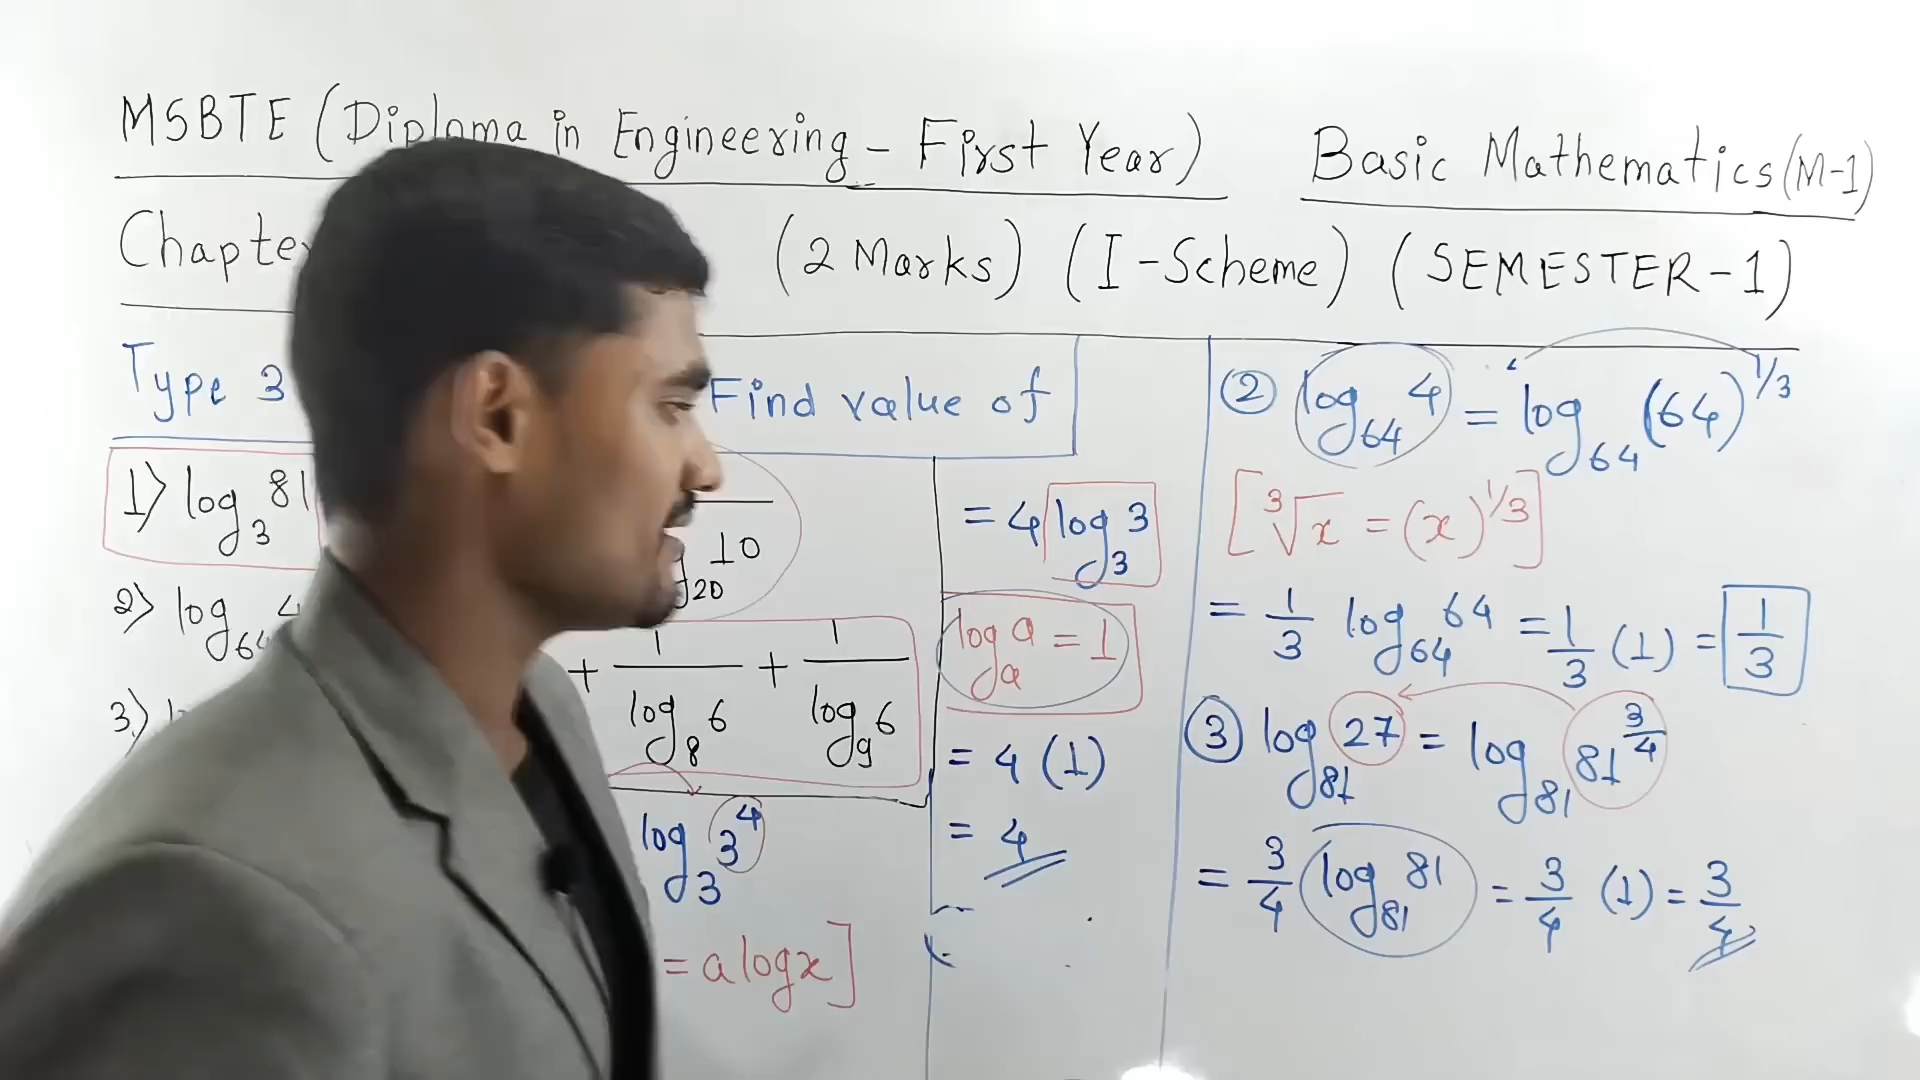 MSBTE (Diploma in Engineering - First Year) Basic Mathematics (M-1)
Chapter (2 Marks) (I-Scheme) (SEMESTER-1)
Type 3 Find value of
1) log₃ 81
2) log₆₄ 4
3)
₂₀ 10
+ 1/log₈ 6 + 1/log₉ 6
log₃ 3⁴
= a log x]
= 4 log₃ 3
logₐ a = 1
= 4 (1)
= 4
② log₆₄ 4 = log₆₄ (64)^1/3
[∛x = (x)^1/3]
= 1/3 log₆₄ 64 = 1/3 (1) = 1/3
③ log₈₁ 27 = log₈₁ 81^3/4
= 3/4 log₈₁ 81 = 3/4 (1) = 3/4